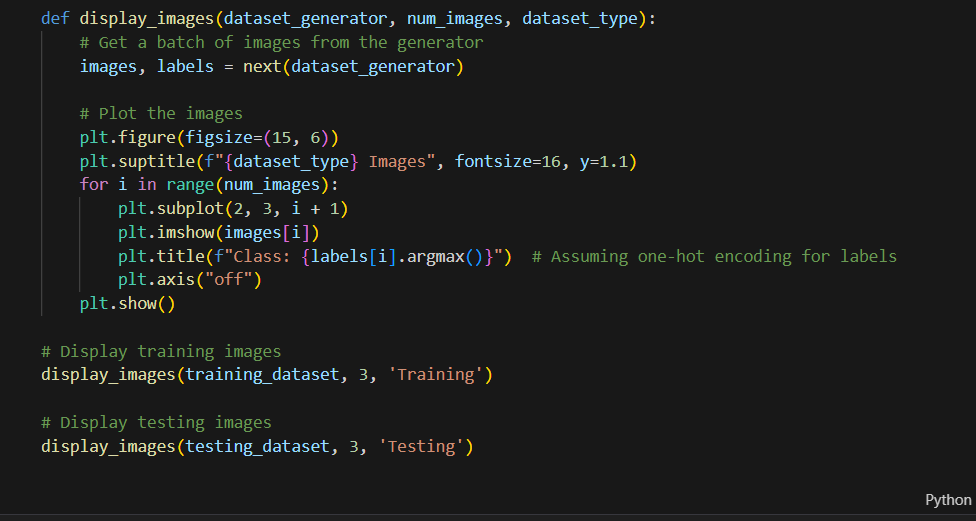 def display_images(dataset_generator, num_images, dataset_type):
    # Get a batch of images from the generator
    images, labels = next(dataset_generator)

    # Plot the images
    plt.figure(figsize=(15, 6))
    plt.suptitle(f"{dataset_type} Images", fontsize=16, y=1.1)
    for i in range(num_images):
        plt.subplot(2, 3, i + 1)
        plt.imshow(images[i])
        plt.title(f"Class: {labels[i].argmax()}")  # Assuming one-hot encoding for labels
        plt.axis("off")
    plt.show()

# Display training images
display_images(training_dataset, 3, 'Training')

# Display testing images
display_images(testing_dataset, 3, 'Testing')
Python